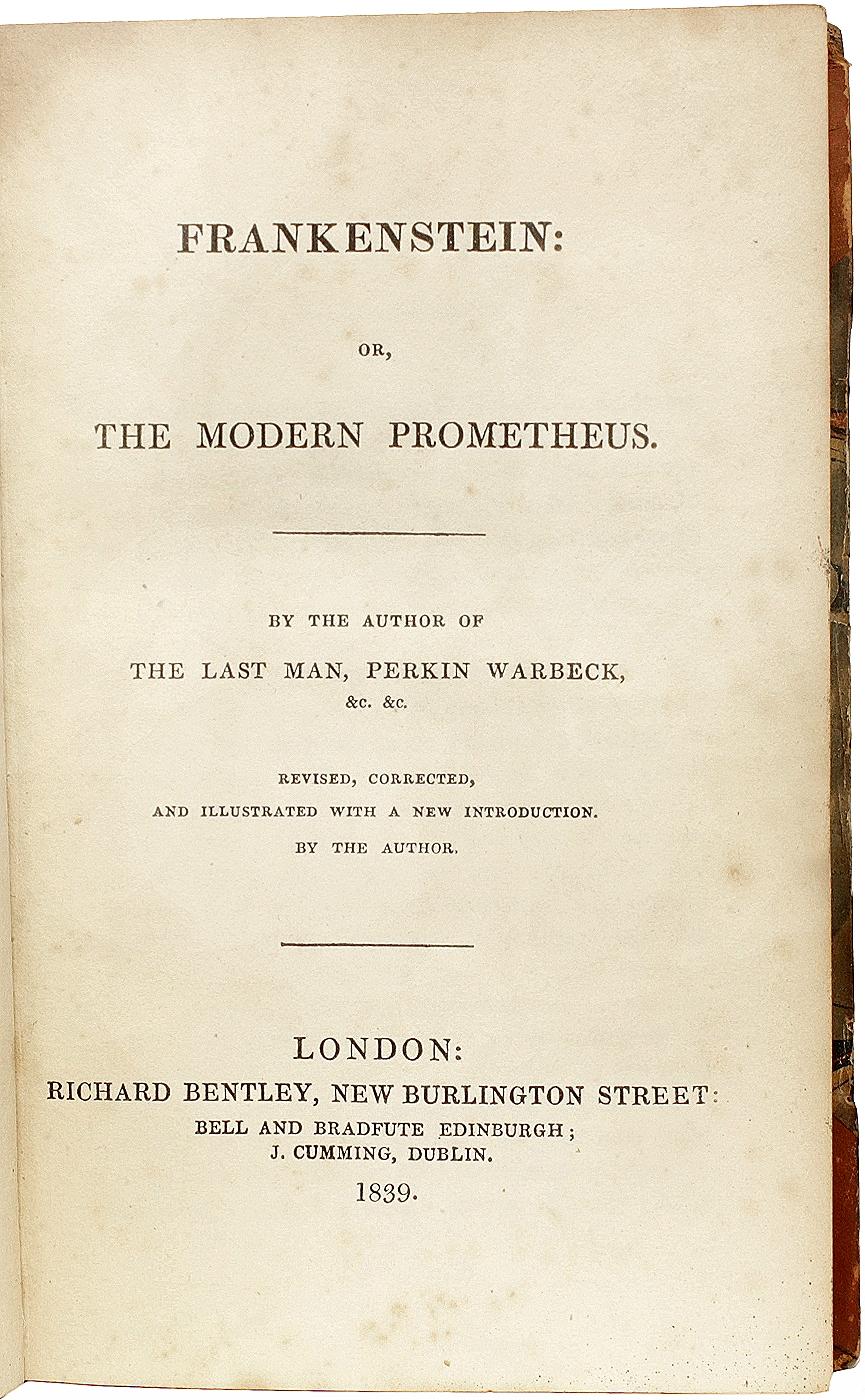 FRANKENSTEIN:
OR,
THE MODERN PROMETHEUS.
BY THE AUTHOR OF
THE LAST MAN, PERKIN WARBECK,
&c. &c.
REVISED, CORRECTED,
AND ILLUSTRATED WITH A NEW INTRODUCTION.
BY THE AUTHOR.
LONDON:
RICHARD BENTLEY, NEW BURLINGTON STREET:
BELL AND BRADFUTE EDINBURGH;
J. CUMMING, DUBLIN.
1839.